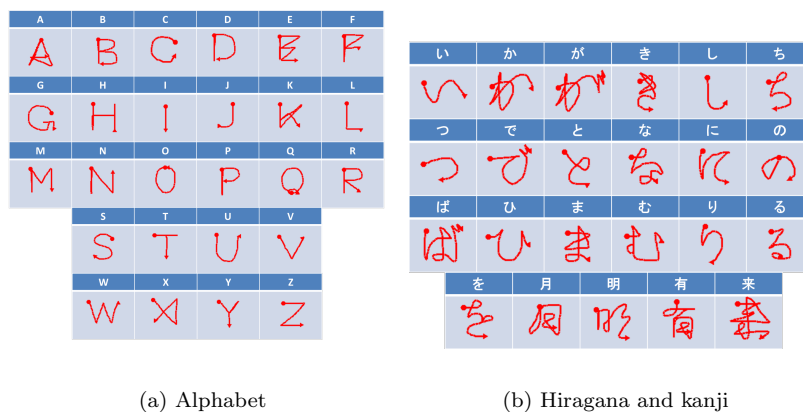 A B C D E F
G H I J K L
M N O P Q R
S T U V
W X Y Z
(a) Alphabet
い か が き し ち
つ で と な に の
ば ひ ま む り る
を 月 明 有 来
(b) Hiragana and kanji